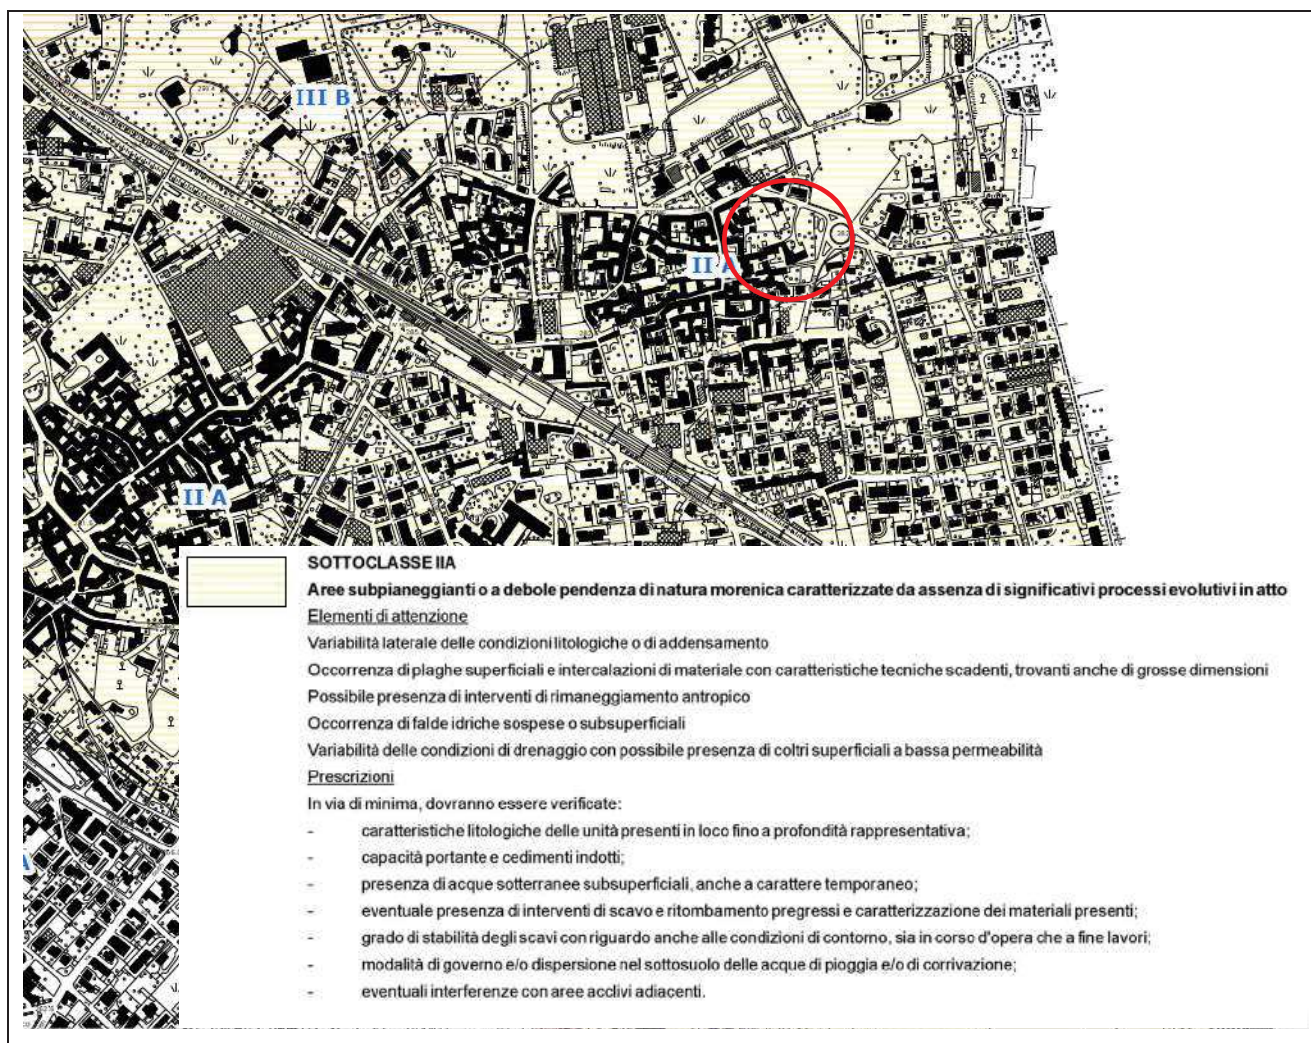 III B
II A
II A
A
SOTTOCLASSE IIA
Aree subpianeggianti o a debole pendenza di natura morenica caratterizzate da assenza di significativi processi evolutivi in atto
Elementi di attenzione
Variabilità laterale delle condizioni litologiche o di addensamento
Occorrenza di plaghe superficiali e intercalazioni di materiale con caratteristiche tecniche scadenti, trovanti anche di grosse dimensioni
Possibile presenza di interventi di rimaneggiamento antropico
Occorrenza di falde idriche sospese o subsuperficiali
Variabilità delle condizioni di drenaggio con possibile presenza di coltri superficiali a bassa permeabilità
Prescrizioni
In via di minima, dovranno essere verificate:
- caratteristiche litologiche delle unità presenti in loco fino a profondità rappresentativa;
- capacità portante e cedimenti indotti;
- presenza di acque sotterranee subsuperficiali, anche a carattere temporaneo;
- eventuale presenza di interventi di scavo e ritombamento pregressi e caratterizzazione dei materiali presenti;
- grado di stabilità degli scavi con riguardo anche alle condizioni di contorno, sia in corso d'opera che a fine lavori;
- modalità di governo e/o dispersione nel sottosuolo delle acque di pioggia e/o di corrivazione;
- eventuali interferenze con aree acclivi adiacenti.